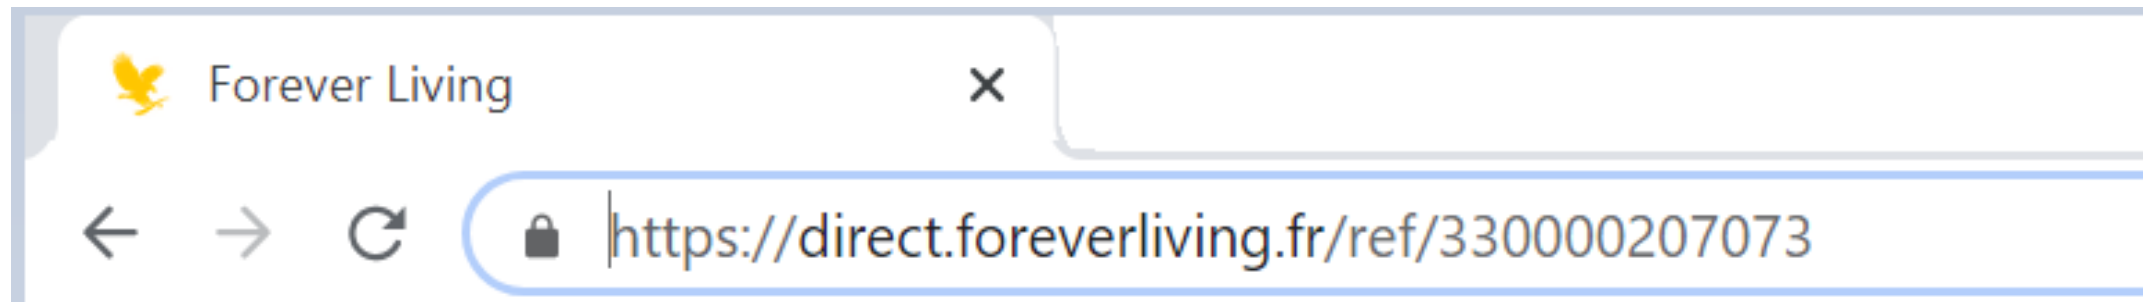 Forever Living
https://direct.foreverliving.fr/ref/330000207073